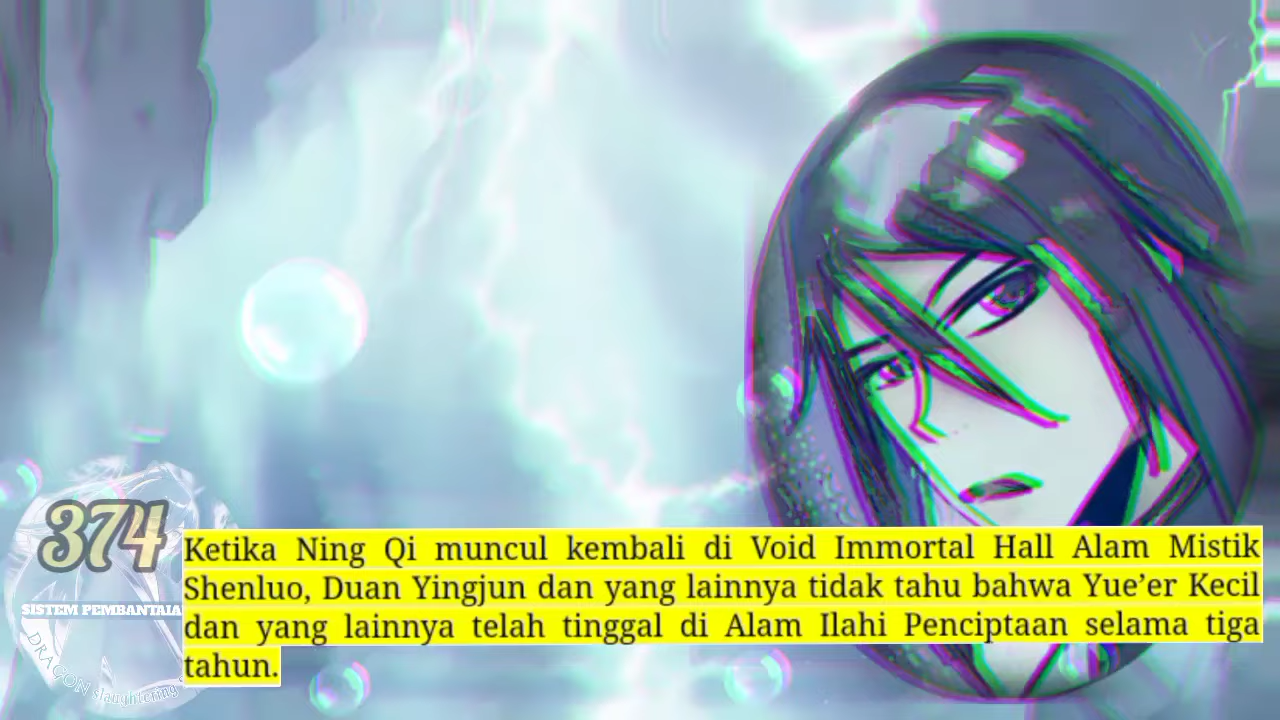 374
SISTEM PEMBANTAIA
DRAGON slaughtering
Ketika Ning Qi muncul kembali di Void Immortal Hall Alam Mistik
Shenluo, Duan Yingjun dan yang lainnya tidak tahu bahwa Yue’er Kecil
dan yang lainnya telah tinggal di Alam Ilahi Penciptaan selama tiga
tahun.